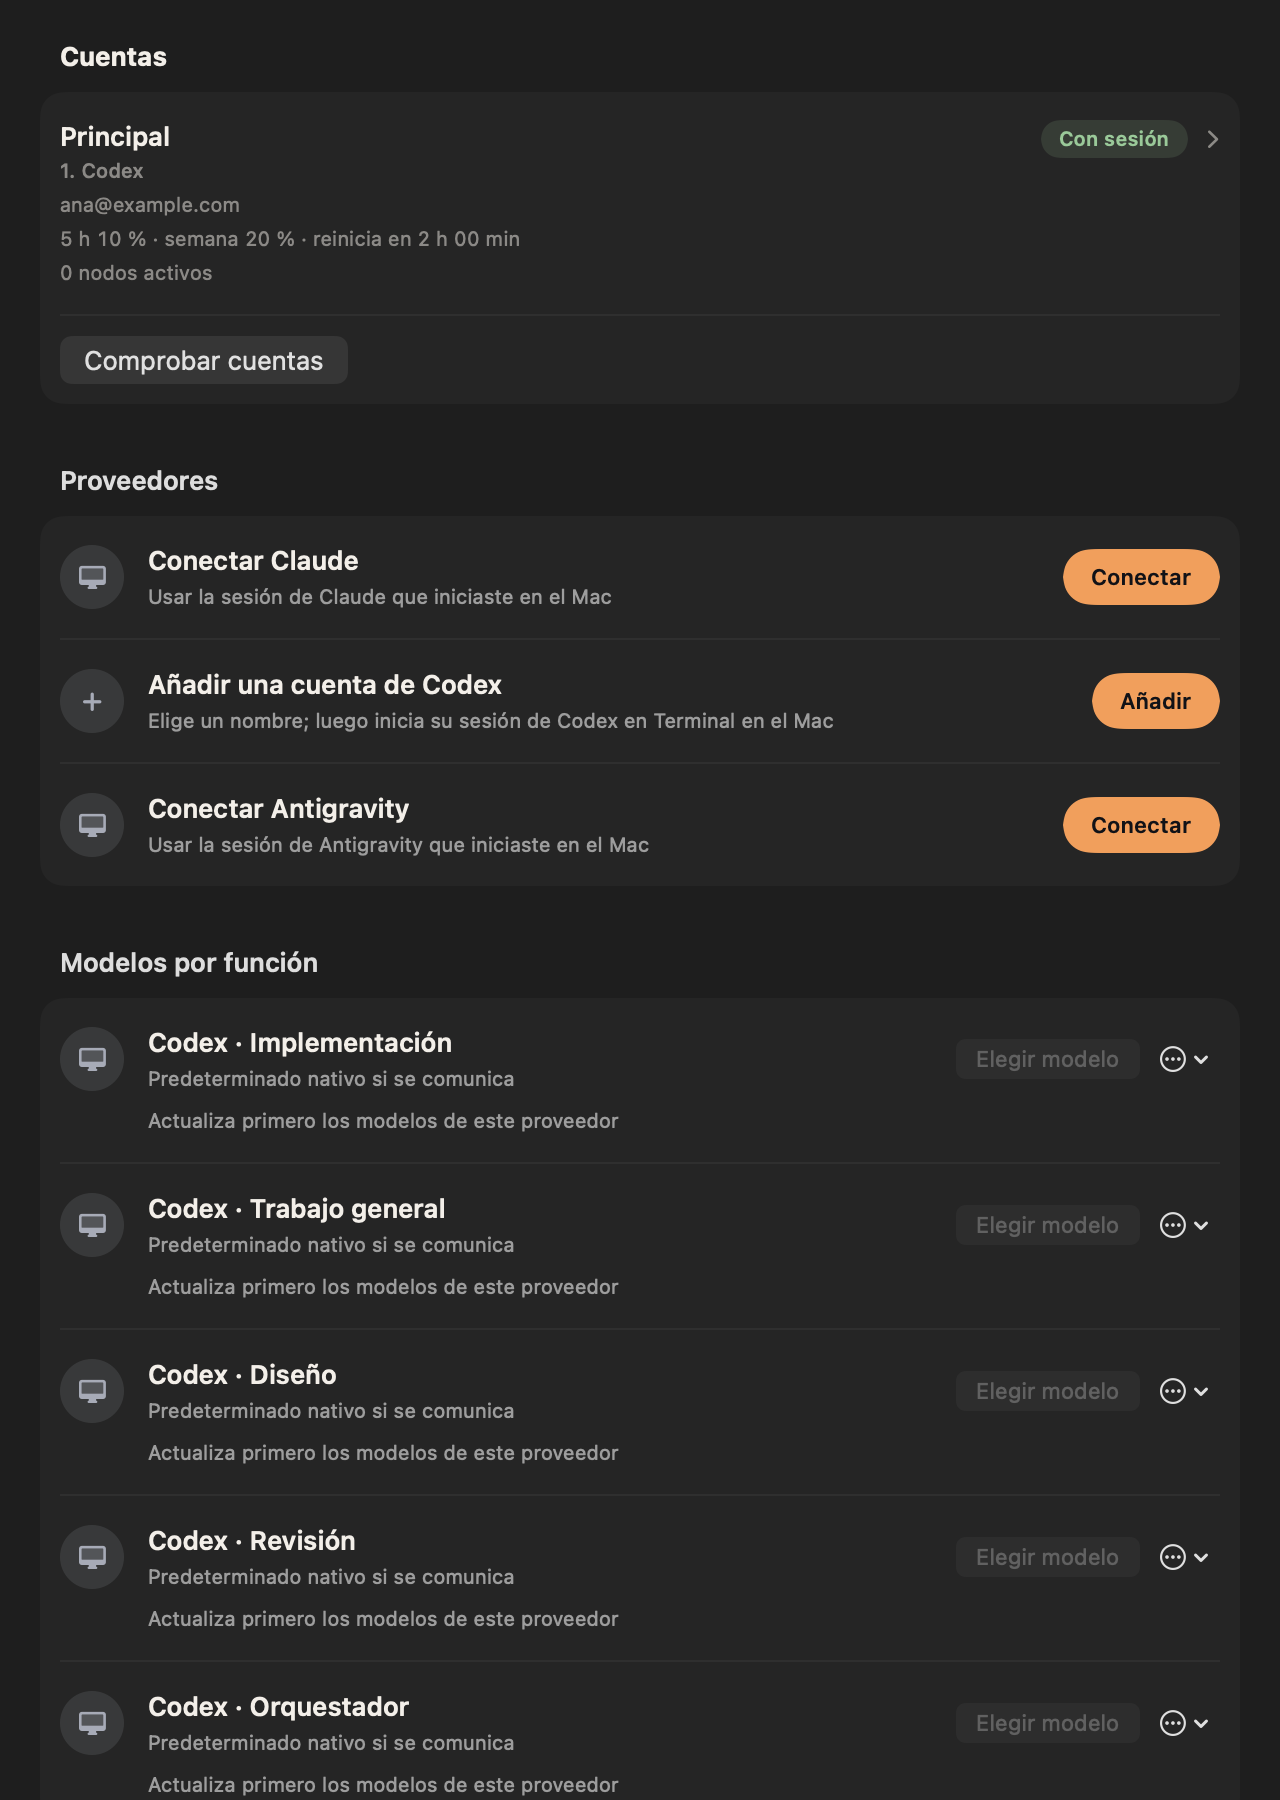 Cuentas
Principal
Con sesión
1. Codex
ana@example.com
5 h 10 % · semana 20 % · reinicia en 2 h 00 min
0 nodos activos
Comprobar cuentas
Proveedores
Conectar Claude
Usar la sesión de Claude que iniciaste en el Mac
Conectar
Añadir una cuenta de Codex
Elige un nombre; luego inicia su sesión de Codex en Terminal en el Mac
Añadir
Conectar Antigravity
Usar la sesión de Antigravity que iniciaste en el Mac
Conectar
Modelos por función
Codex · Implementación
Predeterminado nativo si se comunica
Elegir modelo
Actualiza primero los modelos de este proveedor
Codex · Trabajo general
Predeterminado nativo si se comunica
Elegir modelo
Actualiza primero los modelos de este proveedor
Codex · Diseño
Predeterminado nativo si se comunica
Elegir modelo
Actualiza primero los modelos de este proveedor
Codex · Revisión
Predeterminado nativo si se comunica
Elegir modelo
Actualiza primero los modelos de este proveedor
Codex · Orquestador
Predeterminado nativo si se comunica
Elegir modelo
Actualiza primero los modelos de este proveedor